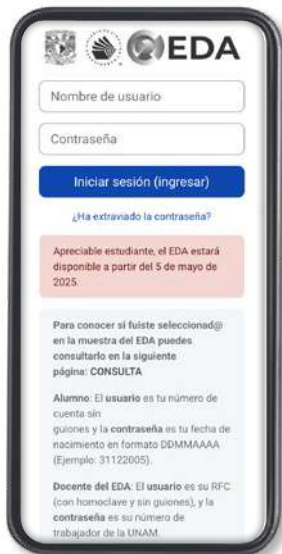 EDA
Nombre de usuario
Contraseña
Iniciar sesión (ingresar)
¿Ha extraviado la contraseña?
Apreciable estudiante, el EDA estará
disponible a partir del 5 de mayo de
2025.
Para conocer si fuiste seleccionad@
en la muestra del EDA puedes
consultarlo en la siguiente
página: CONSULTA
Alumno: El usuario es tu número de
cuenta sin
guiones y la contraseña es tu fecha de
nacimiento en formato DDMMAAAA
(Ejemplo: 31122005).
Docente del EDA: El usuario es su RFC
(con homoclave y sin guiones), y la
contraseña es su número de
trabajador de la UNAM.